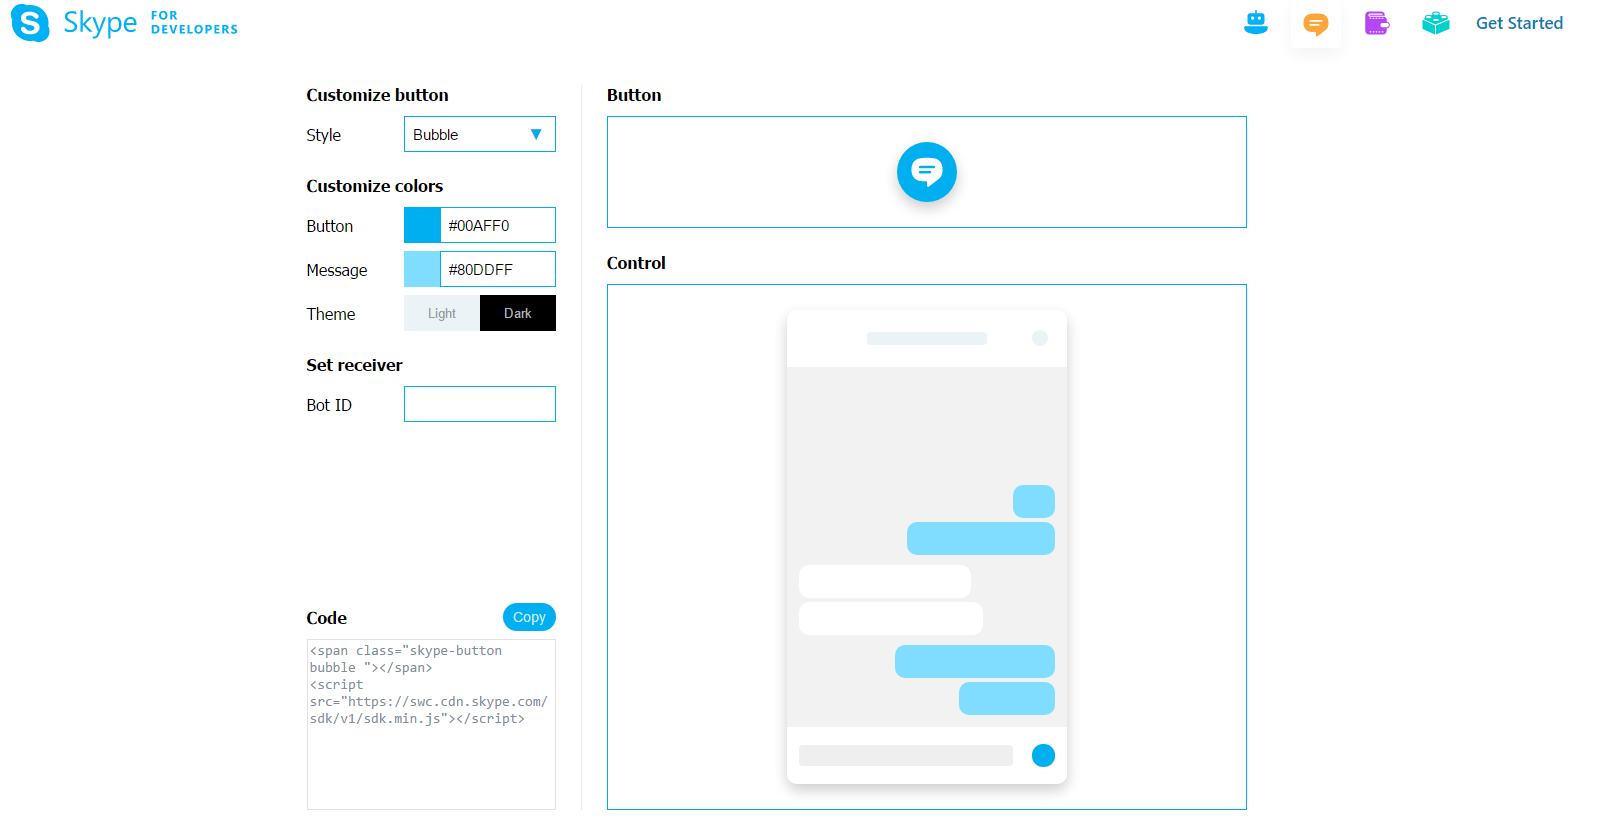 Skype FOR
DEVELOPERS
Get Started
Customize button
Style Bubble
Customize colors
Button #00AFF0
Message #80DDFF
Theme Light Dark
Set receiver
Bot ID
Code Copy
<span class="skype-button
bubble "></span>
<script
src="https://swc.cdn.skype.com/
sdk/v1/sdk.min.js"></script>
Button
Control